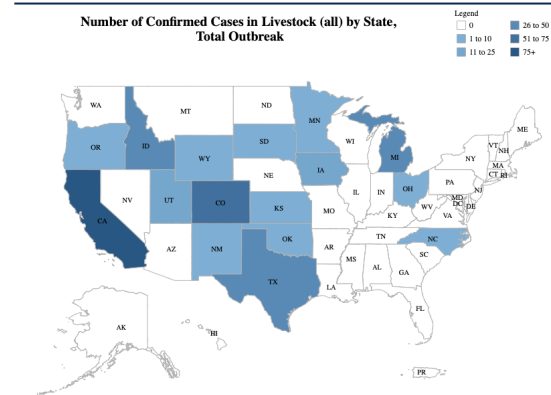 Number of Confirmed Cases in Livestock (all) by State,
Total Outbreak
Legend
0
1 to 10
11 to 25
26 to 50
51 to 75
75+
WA
MT
ND
MN
ME
OR
ID
SD
WI
VT
NH
WY
MI
NY
MA
CT
RI
IA
NE
PA
NJ
NV
UT
CO
IL
IN
OH
MD
DC
DE
CA
KS
MO
WV
VA
KY
AZ
NM
OK
TN
NC
AR
SC
TX
MS
AL
GA
LA
FL
AK
HI
PR